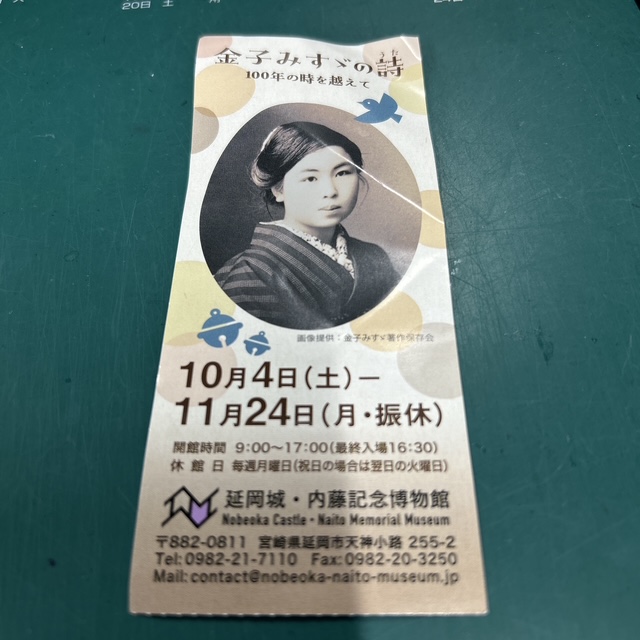 20日 土
金子みすゞの詩
うた
100年の時を越えて
画像提供：金子みすゞ著作保存会
10月4日(土)ー
11月24日(月・振休)
開館時間 9:00〜17:00(最終入場16:30)
休館日 毎週月曜日(祝日の場合は翌日の火曜日)
延岡城・内藤記念博物館
Nobeoka Castle・Naito Memorial Museum
〒882-0811 宮崎県延岡市天神小路 255-2
Tel:0982-21-7110 Fax:0982-20-3250
Mail:contact@nobeoka-naito-museum.jp